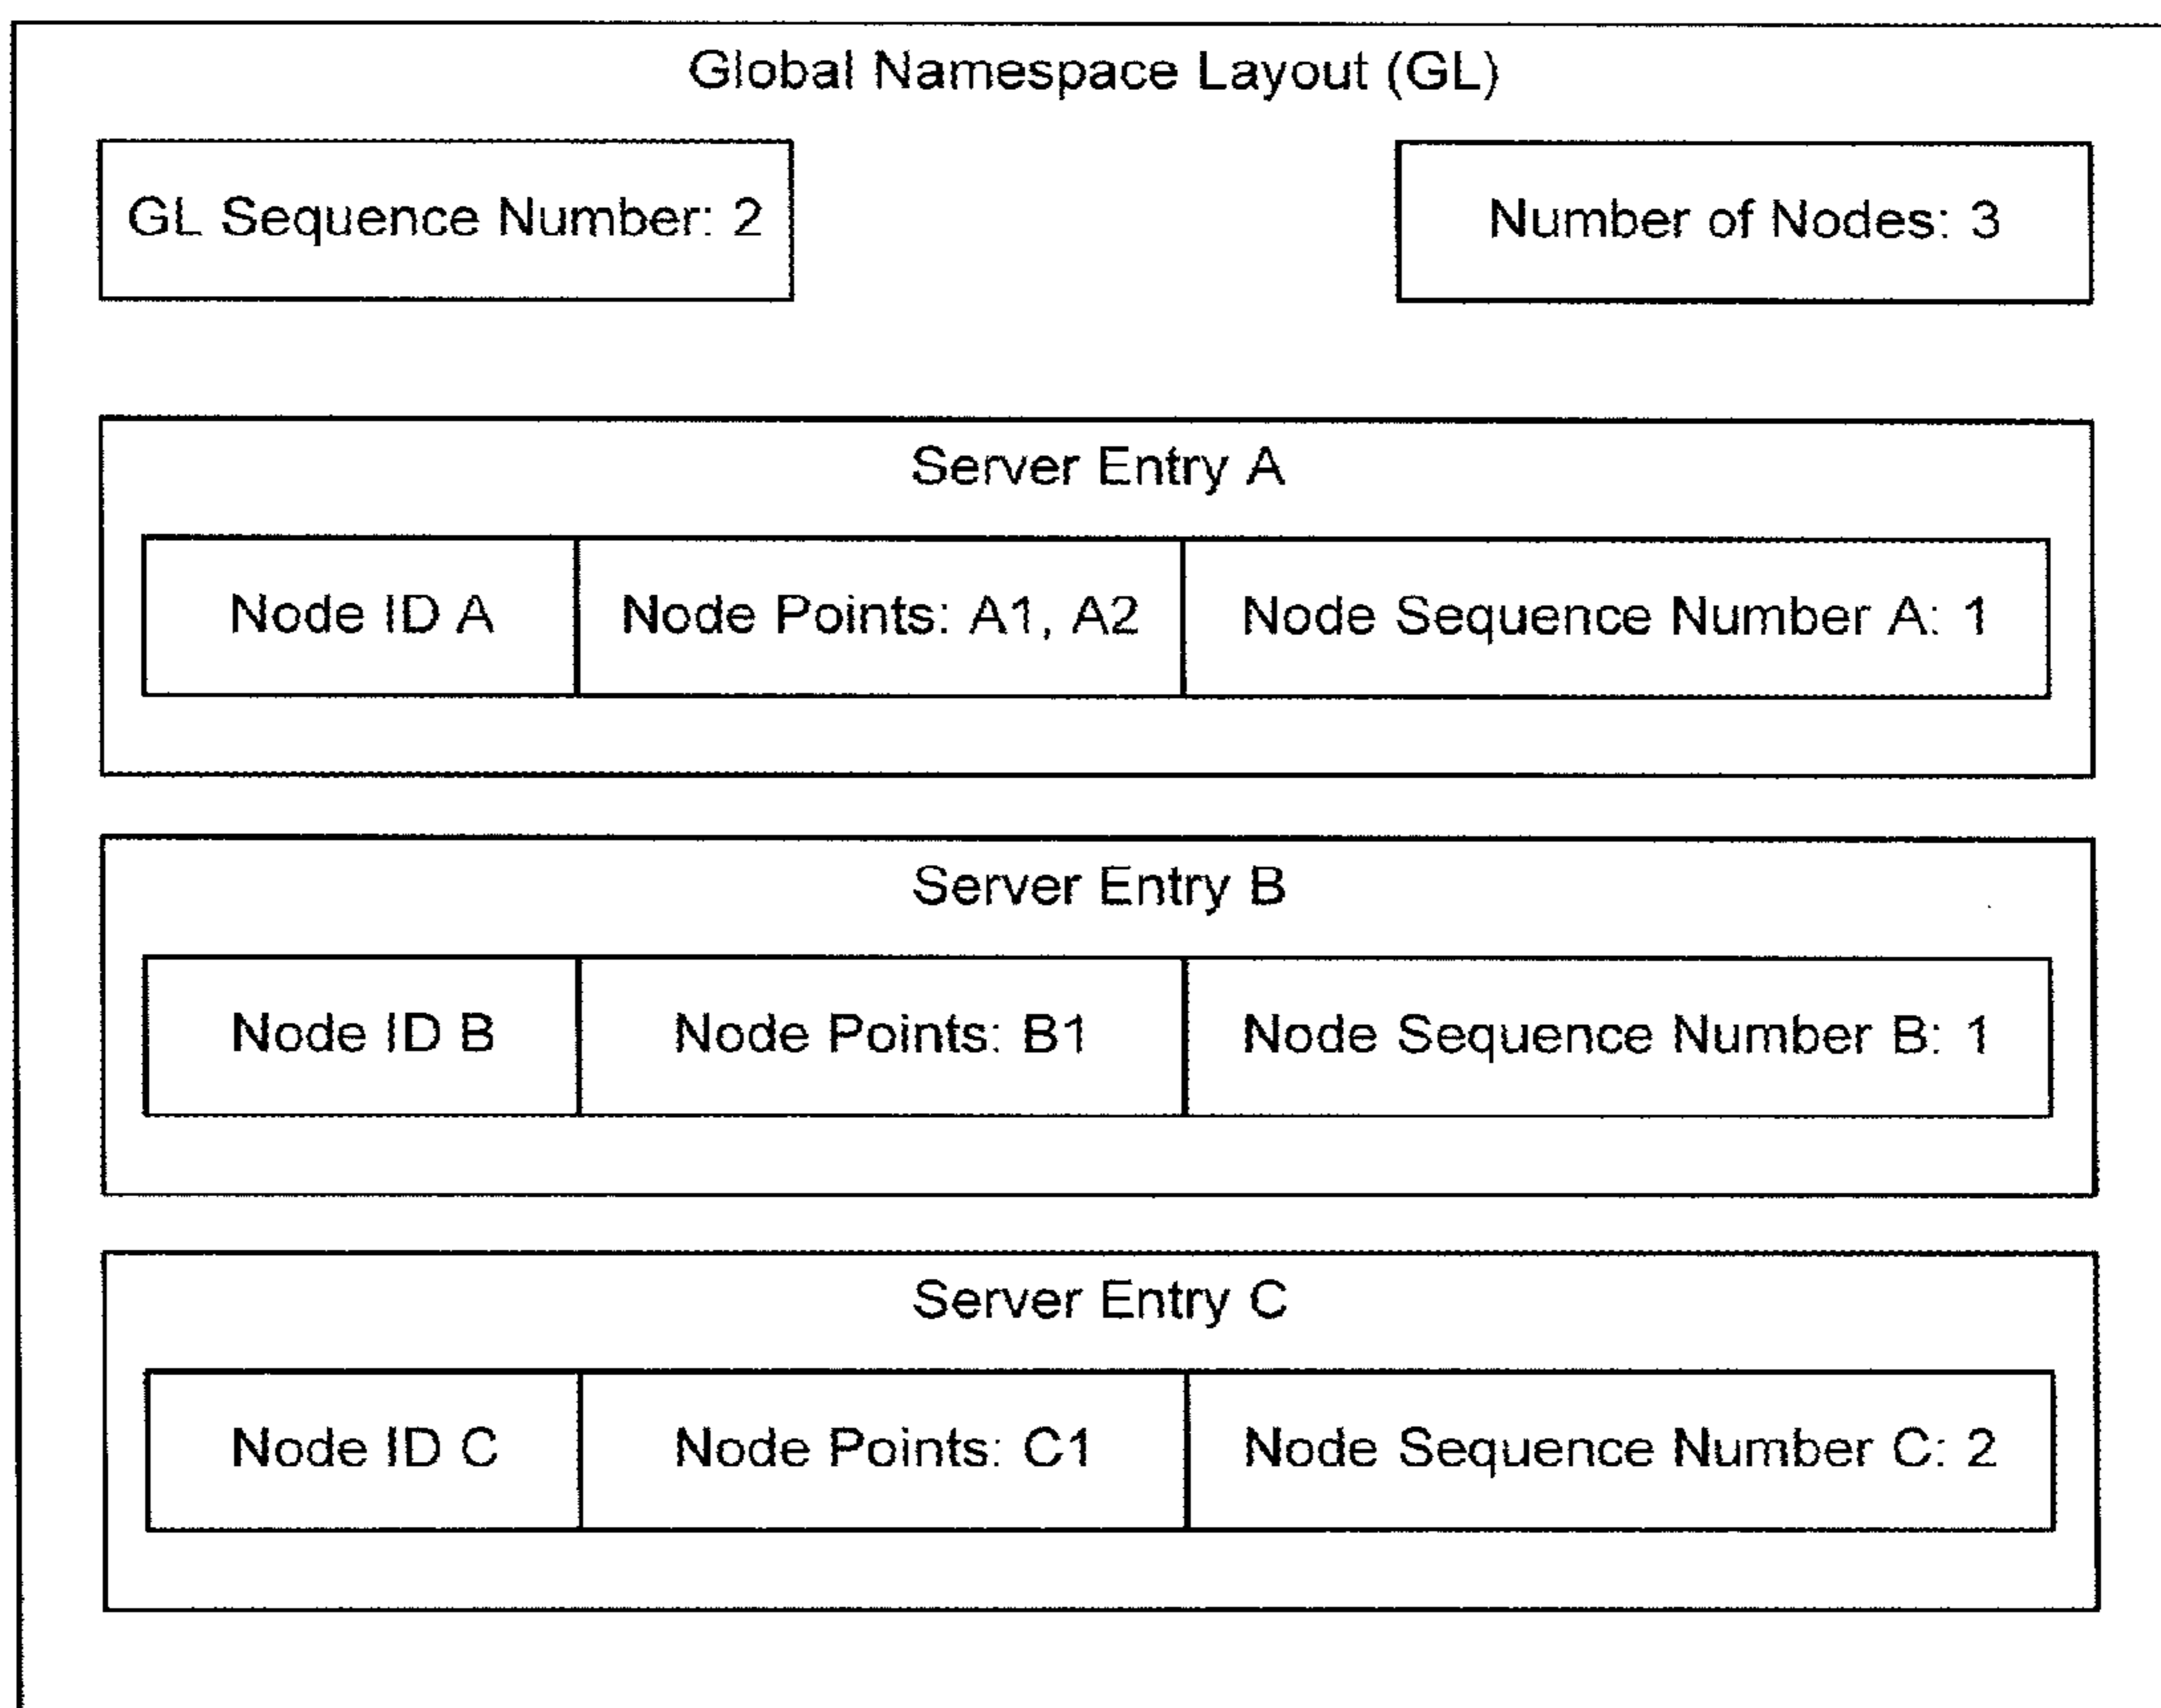 Global Namespace Layout (GL)
GL Sequence Number: 2
Number of Nodes: 3
Server Entry A
Node ID A
Node Points: A1, A2
Node Sequence Number A: 1
Server Entry B
Node ID B
Node Points: B1
Node Sequence Number B: 1
Server Entry C
Node ID C
Node Points: C1
Node Sequence Number C: 2